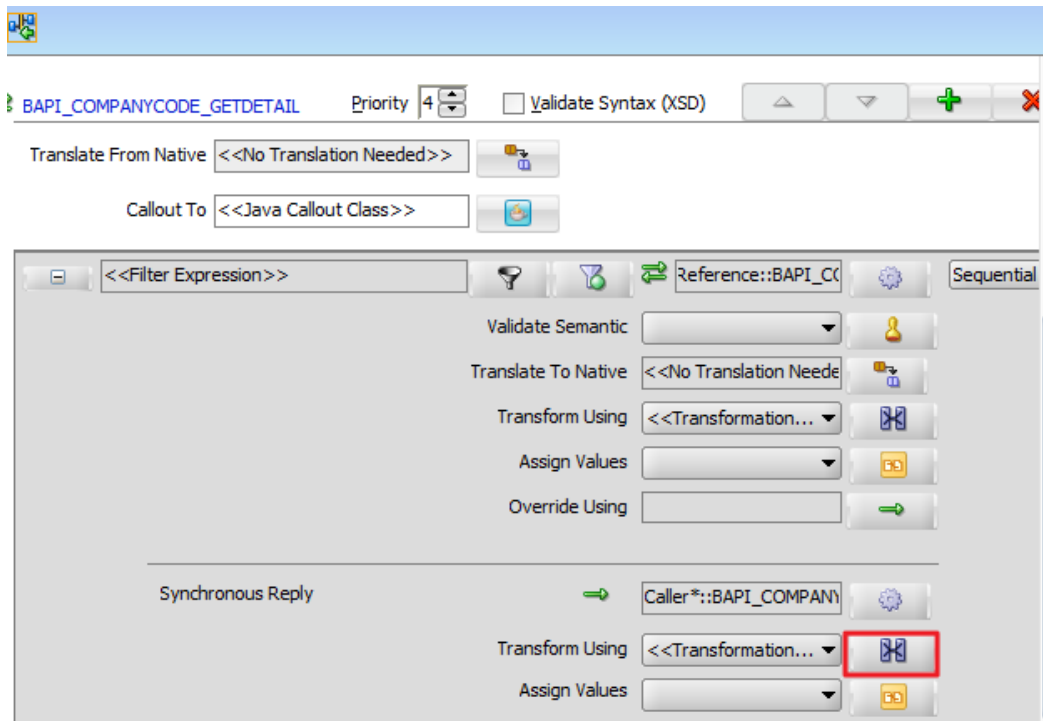 BAPI_COMPANYCODE_GETDETAIL Priority 4 Validate Syntax (XSD)
Translate From Native <<No Translation Needed>>
Callout To <<Java Callout Class>>
<<Filter Expression>> Reference::BAPI_CO Sequential
Validate Semantic
Translate To Native <<No Translation Neede
Transform Using <<Transformation...
Assign Values
Override Using
Synchronous Reply Caller*::BAPI_COMPANY
Transform Using <<Transformation...
Assign Values